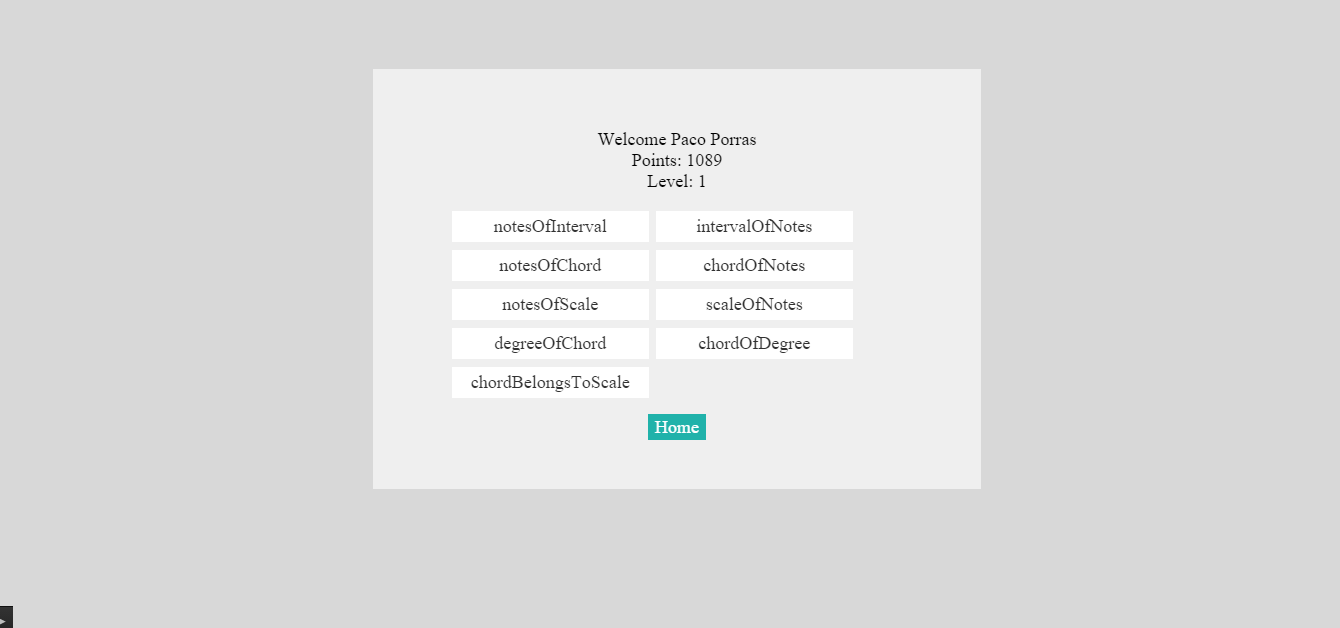 Welcome Paco Porras
Points: 1089
Level: 1
notesOfInterval intervalOfNotes
notesOfChord chordOfNotes
notesOfScale scaleOfNotes
degreeOfChord chordOfDegree
chordBelongsToScale
Home